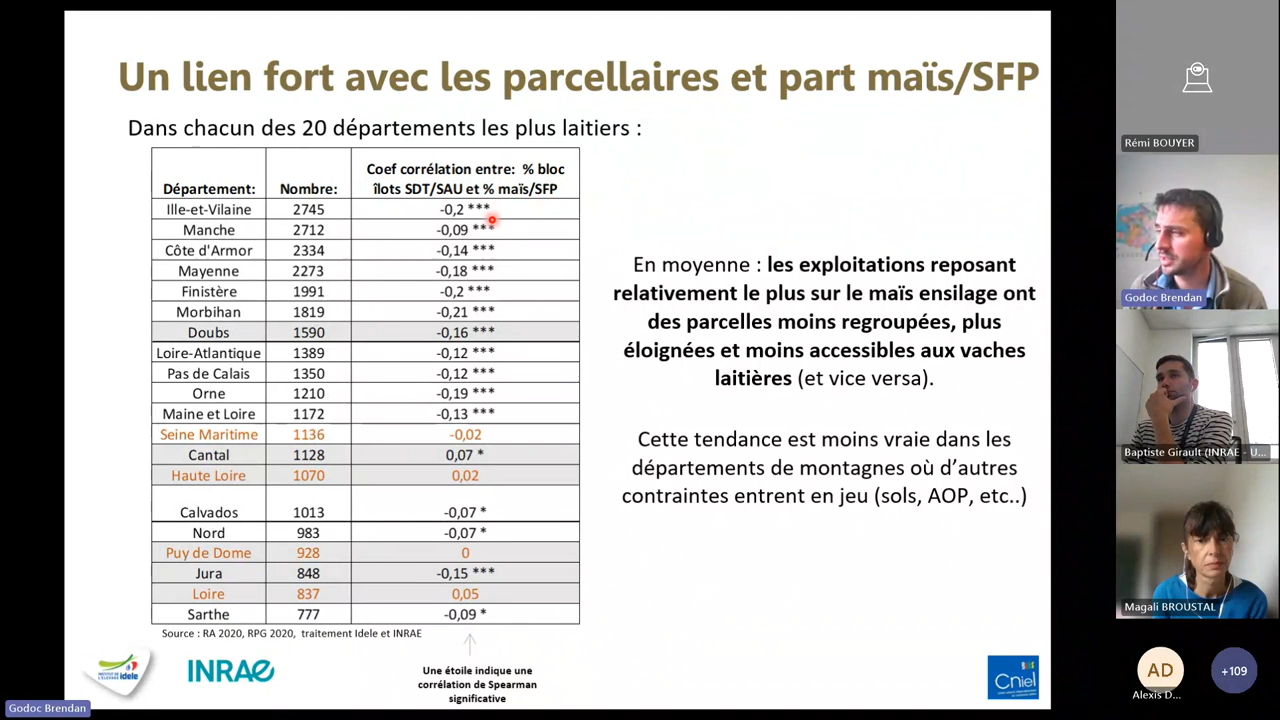 Un lien fort avec les parcellaires et part maïs/SFP
Dans chacun des 20 départements les plus laitiers :
Département: Nombre: Coef corrélation entre: % bloc
îlots SDT/SAU et % maïs/SFP
Ille-et-Vilaine 2745 -0,2 ***
Manche 2712 -0,09 ***
Côte d'Armor 2334 -0,14 ***
Mayenne 2273 -0,18 ***
Finistère 1991 -0,2 ***
Morbihan 1819 -0,21 ***
Doubs 1590 -0,16 ***
Loire-Atlantique 1389 -0,12 ***
Pas de Calais 1350 -0,12 ***
Orne 1210 -0,19 ***
Maine et Loire 1172 -0,13 ***
Seine Maritime 1136 -0,02
Cantal 1128 0,07 *
Haute Loire 1070 0,02
Calvados 1013 -0,07 *
Nord 983 -0,07 *
Puy de Dome 928 0
Jura 848 -0,15 ***
Loire 837 0,05
Sarthe 777 -0,09 *
Source : RA 2020, RPG 2020, traitement Idele et INRAE
Une étoile indique une
corrélation de Spearman
significative
En moyenne : les exploitations reposant
relativement le plus sur le maïs ensilage ont
des parcelles moins regroupées, plus
éloignées et moins accessibles aux vaches
laitières (et vice versa).
Cette tendance est moins vraie dans les
départements de montagnes où d’autres
contraintes entrent en jeu (sols, AOP, etc..)
idele
INRAE
Cniel
Godoc Brendan
Rémi BOUYER
Godoc Brendan
Baptiste Girault (INRAE - U...
Magali BROUSTAL
AD
Alexis D...
+109